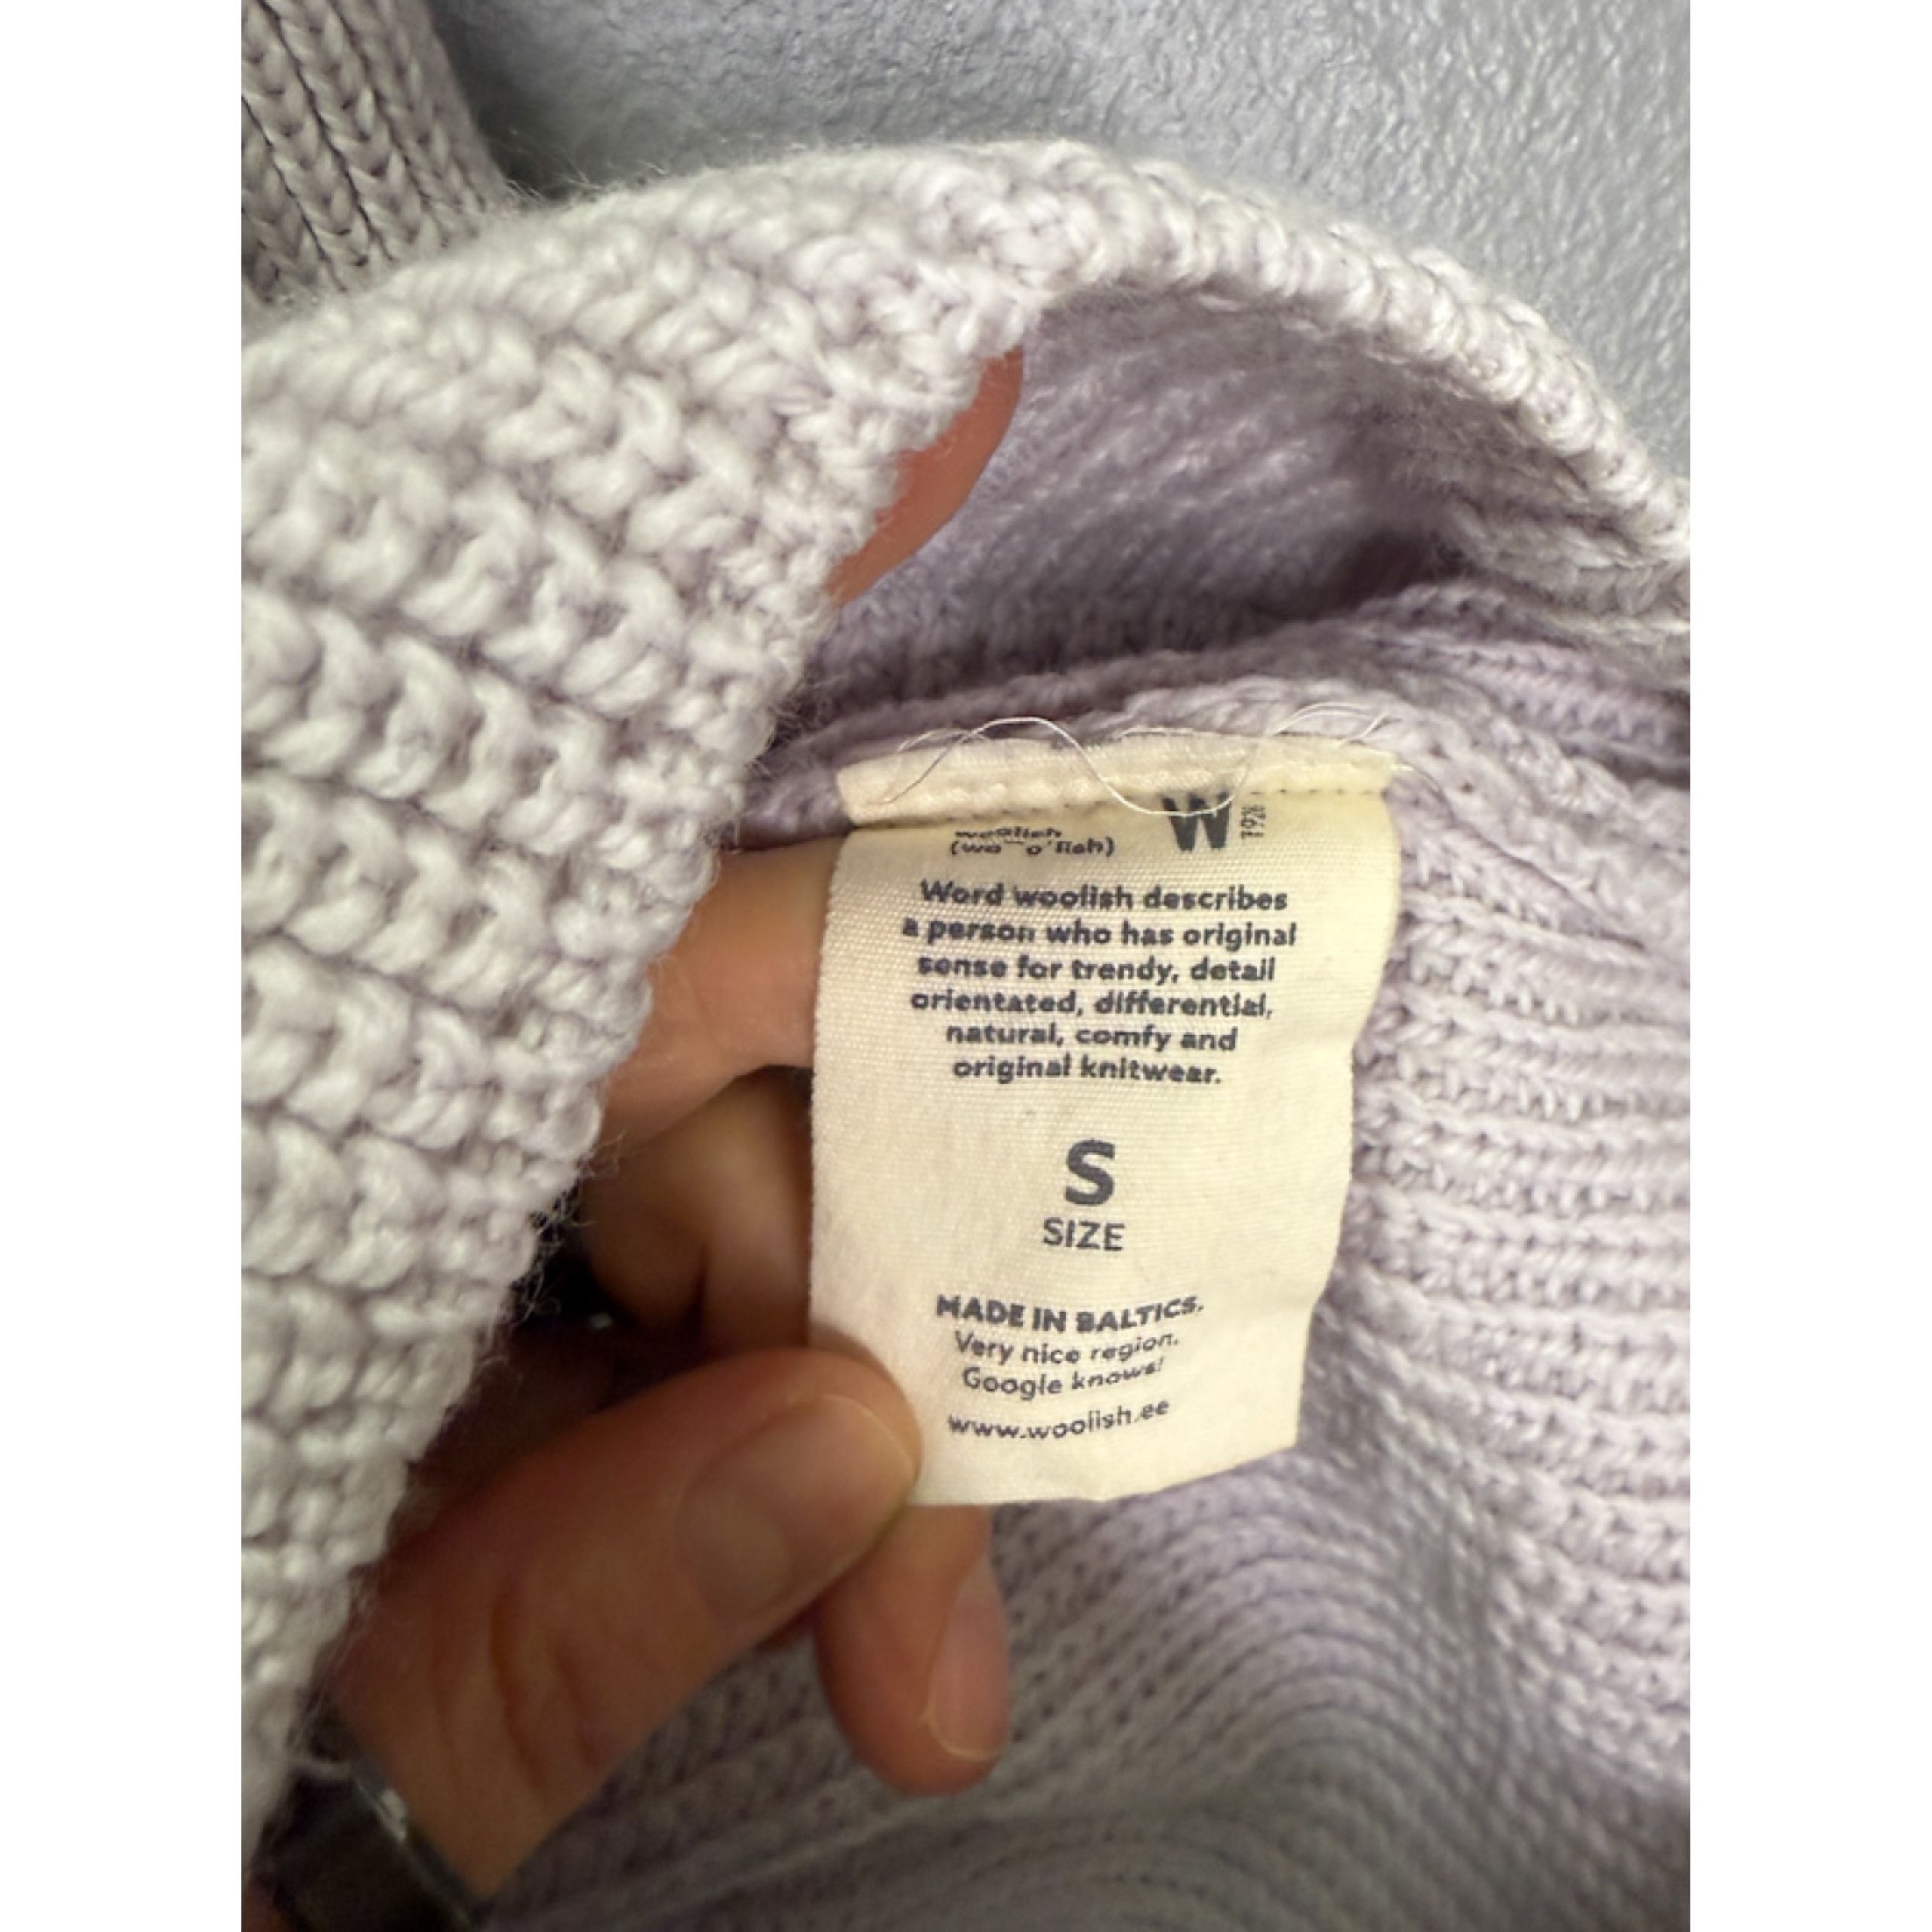 woolish
W
(wo‾o'lish)
Word woolish describes
a person who has original
sense for trendy, detail
orientated, differential,
natural, comfy and
original knitwear.
S
SIZE
MADE IN BALTICS.
Very nice region.
Google knows!
www.woolish.ee